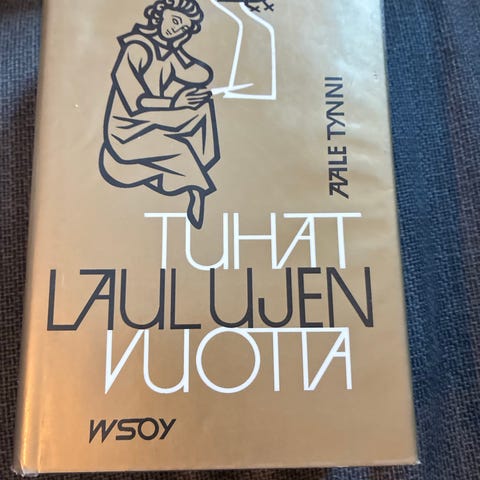 AALE TYNNI
TUHAT
LAULUJEN
VUOTTA
WSOY